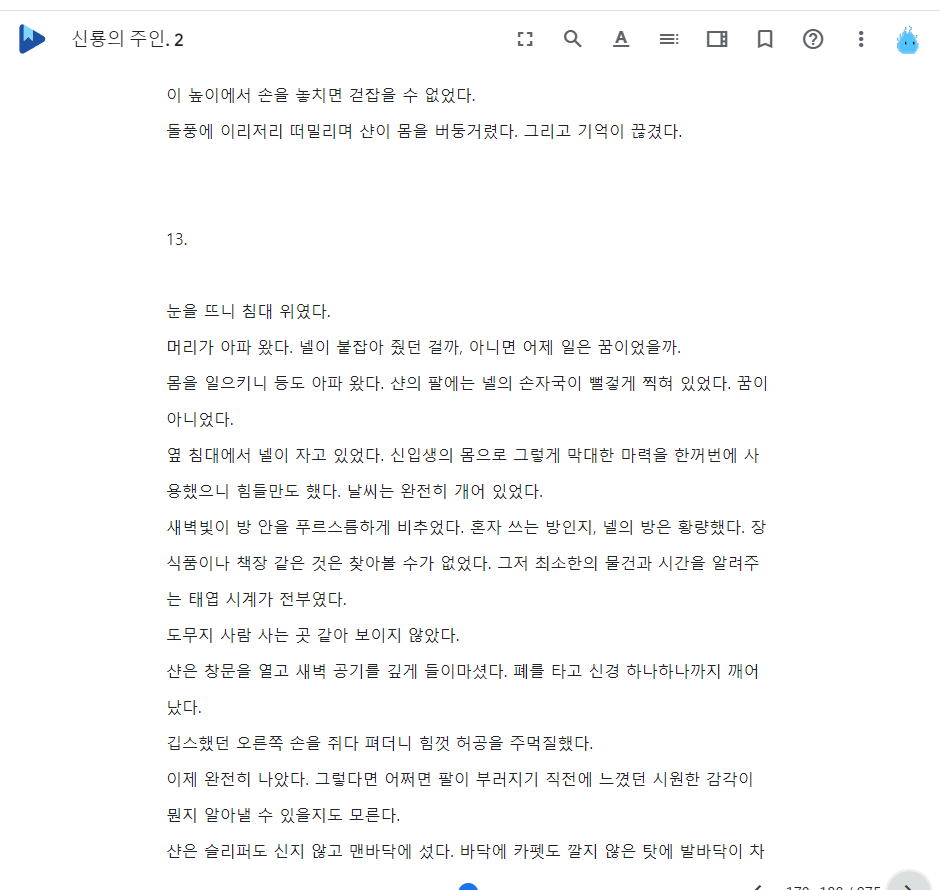 신룡의 주인. 2
이 높이에서 손을 놓치면 걷잡을 수 없었다.
돌풍에 이리저리 떠밀리며 샨이 몸을 버둥거렸다. 그리고 기억이 끊겼다.
13.
눈을 뜨니 침대 위였다.
머리가 아파 왔다. 넬이 붙잡아 줬던 걸까, 아니면 어제 일은 꿈이었을까.
몸을 일으키니 등도 아파 왔다. 샨의 팔에는 넬의 손자국이 뻘겋게 찍혀 있었다. 꿈이
아니었다.
옆 침대에서 넬이 자고 있었다. 신입생의 몸으로 그렇게 막대한 마력을 한꺼번에 사
용했으니 힘들만도 했다. 날씨는 완전히 개어 있었다.
새벽빛이 방 안을 푸르스름하게 비추었다. 혼자 쓰는 방인지, 넬의 방은 황량했다. 장
식품이나 책장 같은 것은 찾아볼 수가 없었다. 그저 최소한의 물건과 시간을 알려주
는 태엽 시계가 전부였다.
도무지 사람 사는 곳 같아 보이지 않았다.
샨은 창문을 열고 새벽 공기를 깊게 들이마셨다. 폐를 타고 신경 하나하나까지 깨어
났다.
깁스했던 오른쪽 손을 쥐다 펴더니 힘껏 허공을 주먹질했다.
이제 완전히 나았다. 그렇다면 어쩌면 팔이 부러지기 직전에 느꼈던 시원한 감각이
뭔지 알아낼 수 있을지도 모른다.
샨은 슬리퍼도 신지 않고 맨바닥에 섰다. 바닥에 카펫도 깔지 않은 탓에 발바닥이 차